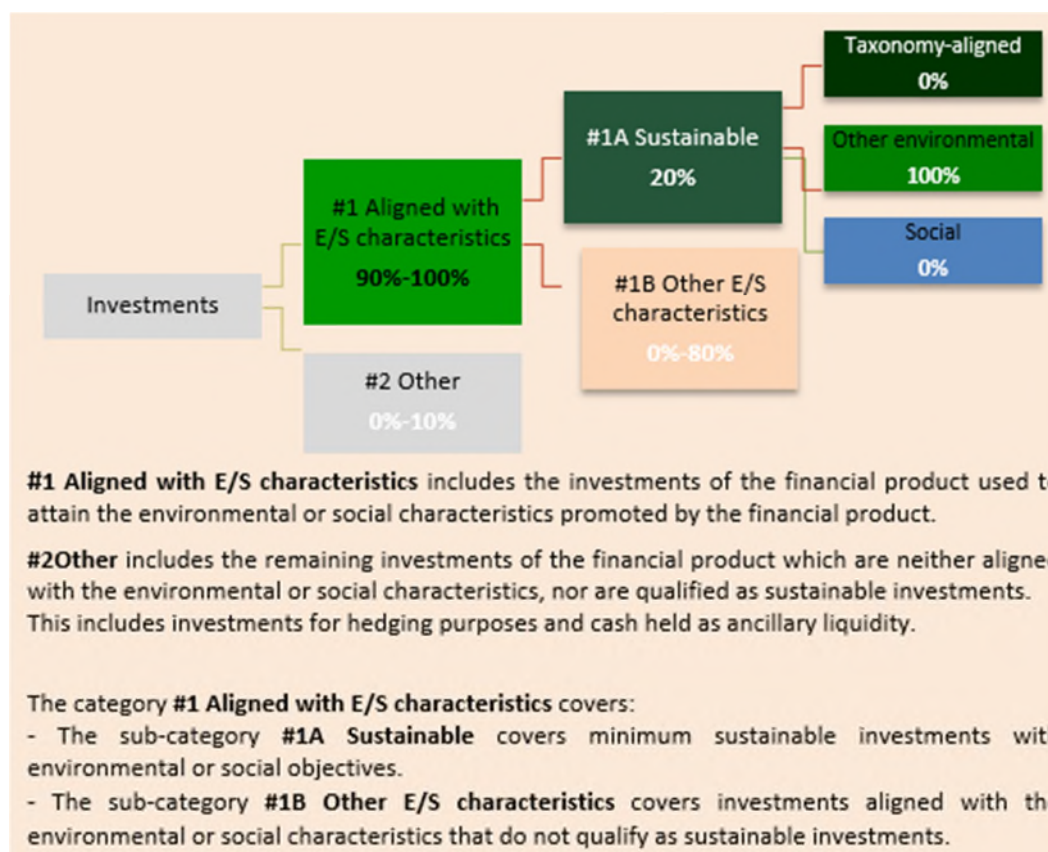 Taxonomy-aligned
0%
#1A Sustainable
20%
Other environmental
100%
#1 Aligned with
E/S characteristics
90%-100%
Social
0%
Investments
#1B Other E/S
characteristics
0%-80%
#2 Other
0%-10%
#1 Aligned with E/S characteristics includes the investments of the financial product used t
attain the environmental or social characteristics promoted by the financial product.
#2Other includes the remaining investments of the financial product which are neither aligne
with the environmental or social characteristics, nor are qualified as sustainable investments.
This includes investments for hedging purposes and cash held as ancillary liquidity.
The category #1 Aligned with E/S characteristics covers:
- The sub-category #1A Sustainable covers minimum sustainable investments wit
environmental or social objectives.
- The sub-category #1B Other E/S characteristics covers investments aligned with th
environmental or social characteristics that do not qualify as sustainable investments.